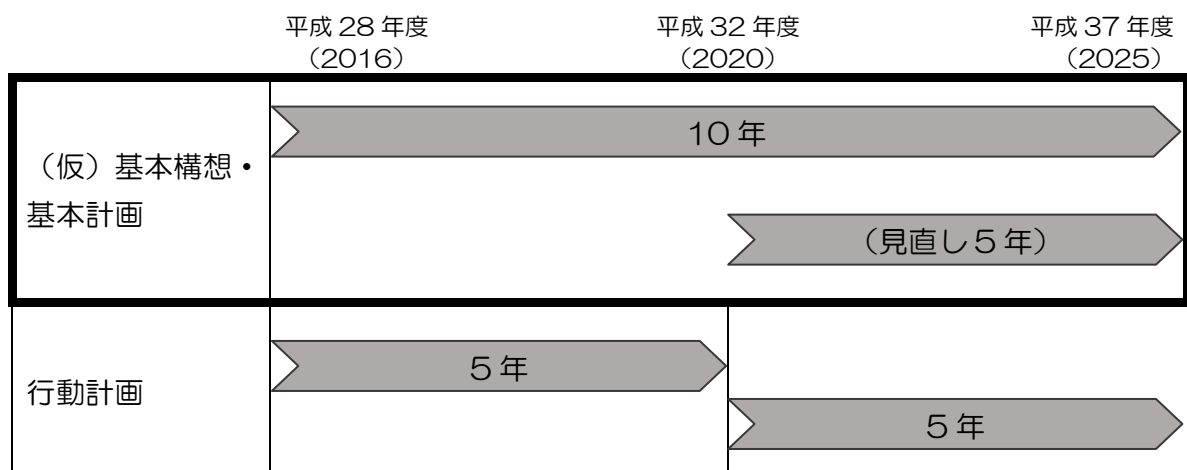 平成 28 年度 平成 32 年度 平成 37 年度
（2016） （2020） （2025）
10 年
（仮）基本構想・
基本計画
（見直し５年）
５年
行動計画
５年